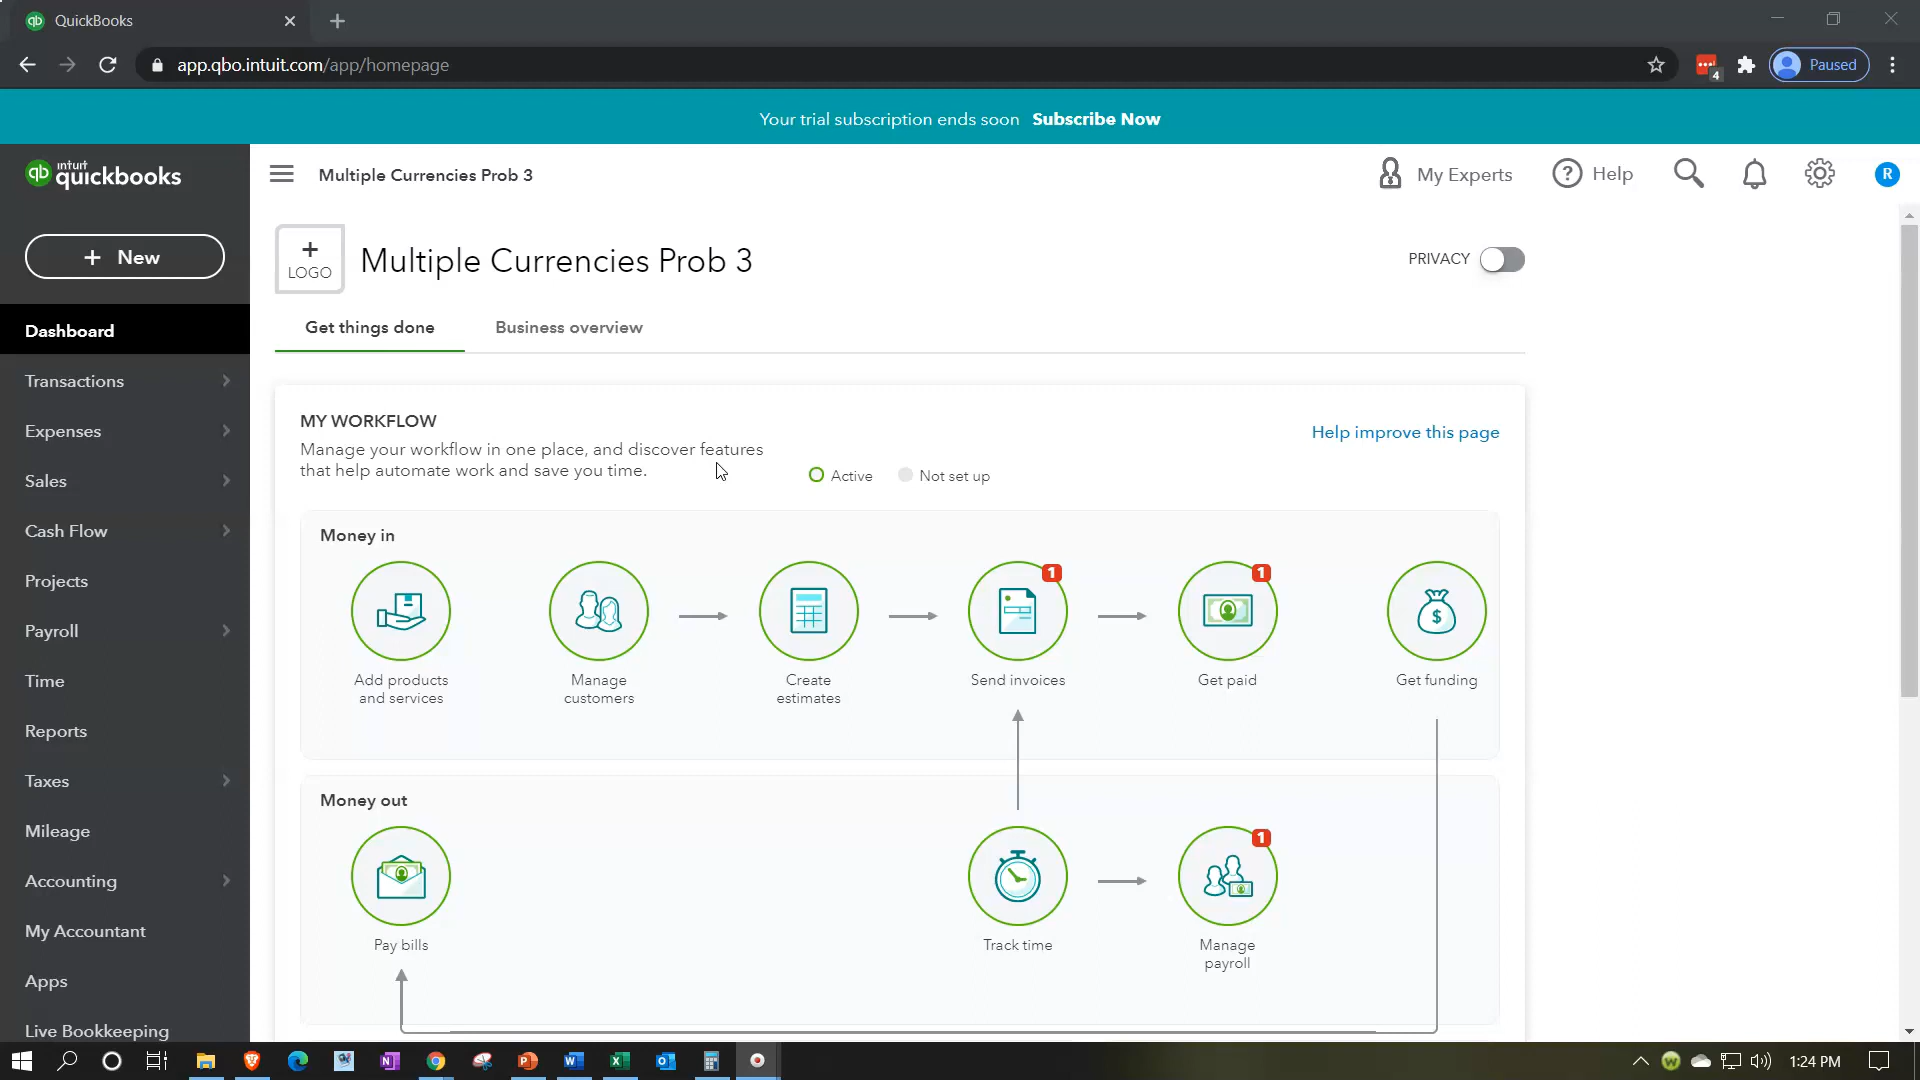 QuickBooks
app.qbo.intuit.com/app/homepage
4
Paused
Your trial subscription ends soon Subscribe Now
qb intuit quickbooks
Multiple Currencies Prob 3
My Experts
? Help
R
+ New
+ LOGO
Multiple Currencies Prob 3
PRIVACY
Get things done
Business overview
Dashboard
Transactions
Expenses
Sales
Cash Flow
Projects
Payroll
Time
Reports
Taxes
Mileage
Accounting
My Accountant
Apps
Live Bookkeeping
MY WORKFLOW
Manage your workflow in one place, and discover features
that help automate work and save you time.
Active
Not set up
Help improve this page
Money in
1
1
$
Add products
and services
Manage
customers
Create
estimates
Send invoices
Get paid
Get funding
Money out
1
Pay bills
Track time
Manage
payroll
1:24 PM